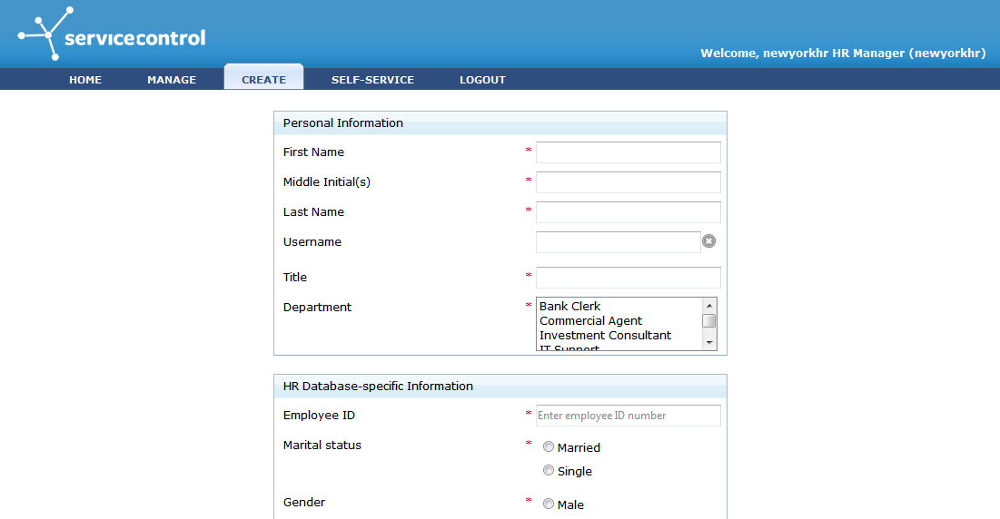 servicecontrol
Welcome, newyorkhr HR Manager (newyorkhr)
HOME MANAGE CREATE SELF-SERVICE LOGOUT
Personal Information
First Name *
Middle Initial(s) *
Last Name *
Username
Title *
Department * Bank Clerk
Commercial Agent
Investment Consultant
IT Support
HR Database-specific Information
Employee ID * Enter employee ID number
Marital status * Married
Single
Gender * Male